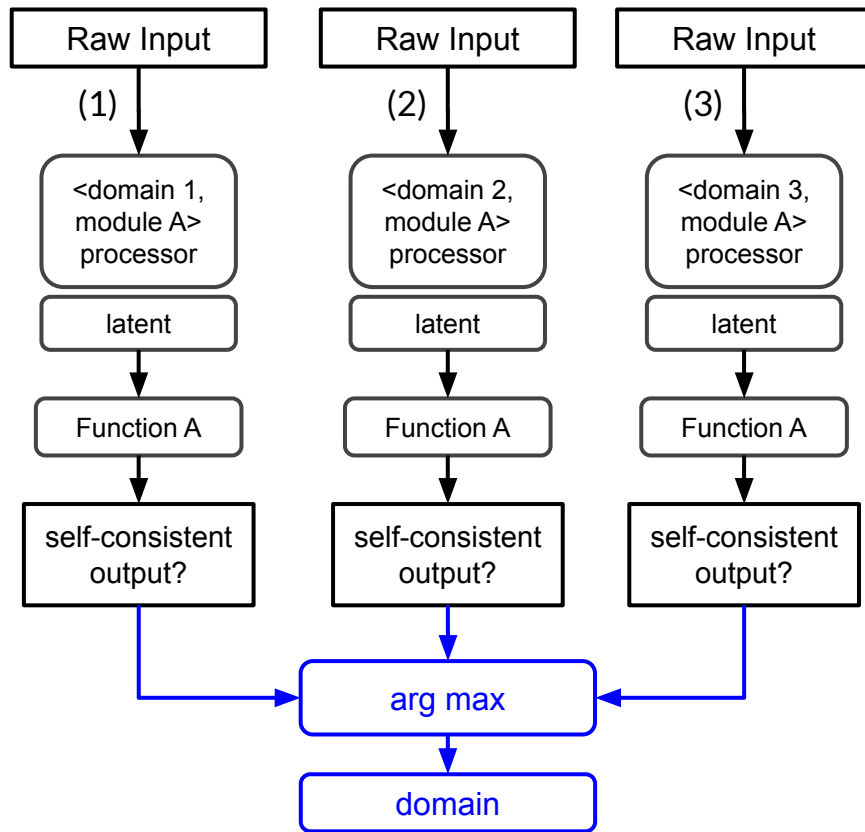 Raw Input
Raw Input
Raw Input
(1)
(2)
(3)
<domain 1,
module A>
processor
<domain 2,
module A>
processor
<domain 3,
module A>
processor
latent
latent
latent
Function A
Function A
Function A
self-consistent
output?
self-consistent
output?
self-consistent
output?
arg max
domain